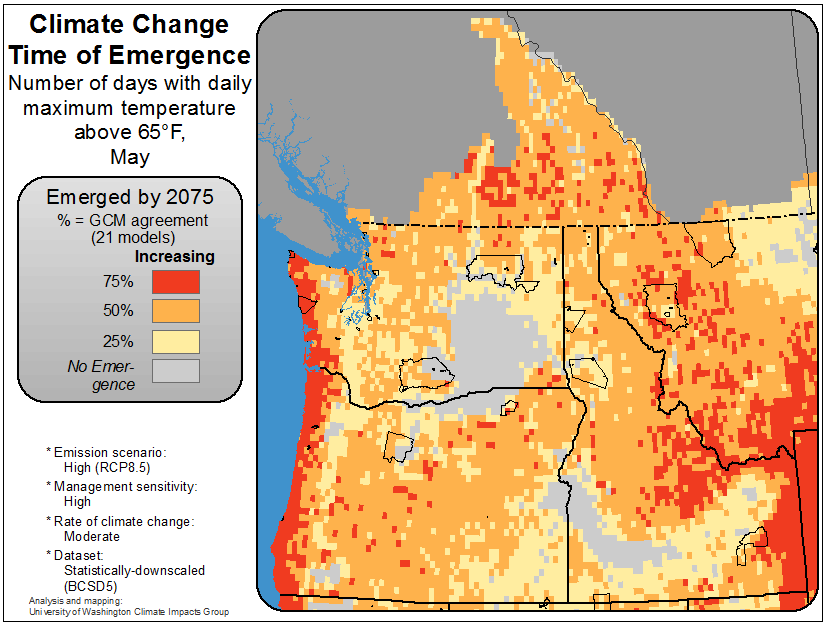 Climate Change
Time of Emergence
Number of days with daily
maximum temperature
above 65°F,
May
Emerged by 2075
% = GCM agreement
(21 models)
Increasing
75%
50%
25%
No Emer-
gence
* Emission scenario:
High (RCP8.5)
* Management sensitivity:
High
* Rate of climate change:
Moderate
* Dataset:
Statistically-downscaled
(BCSD5)
Analysis and mapping:
University of Washington Climate Impacts Group